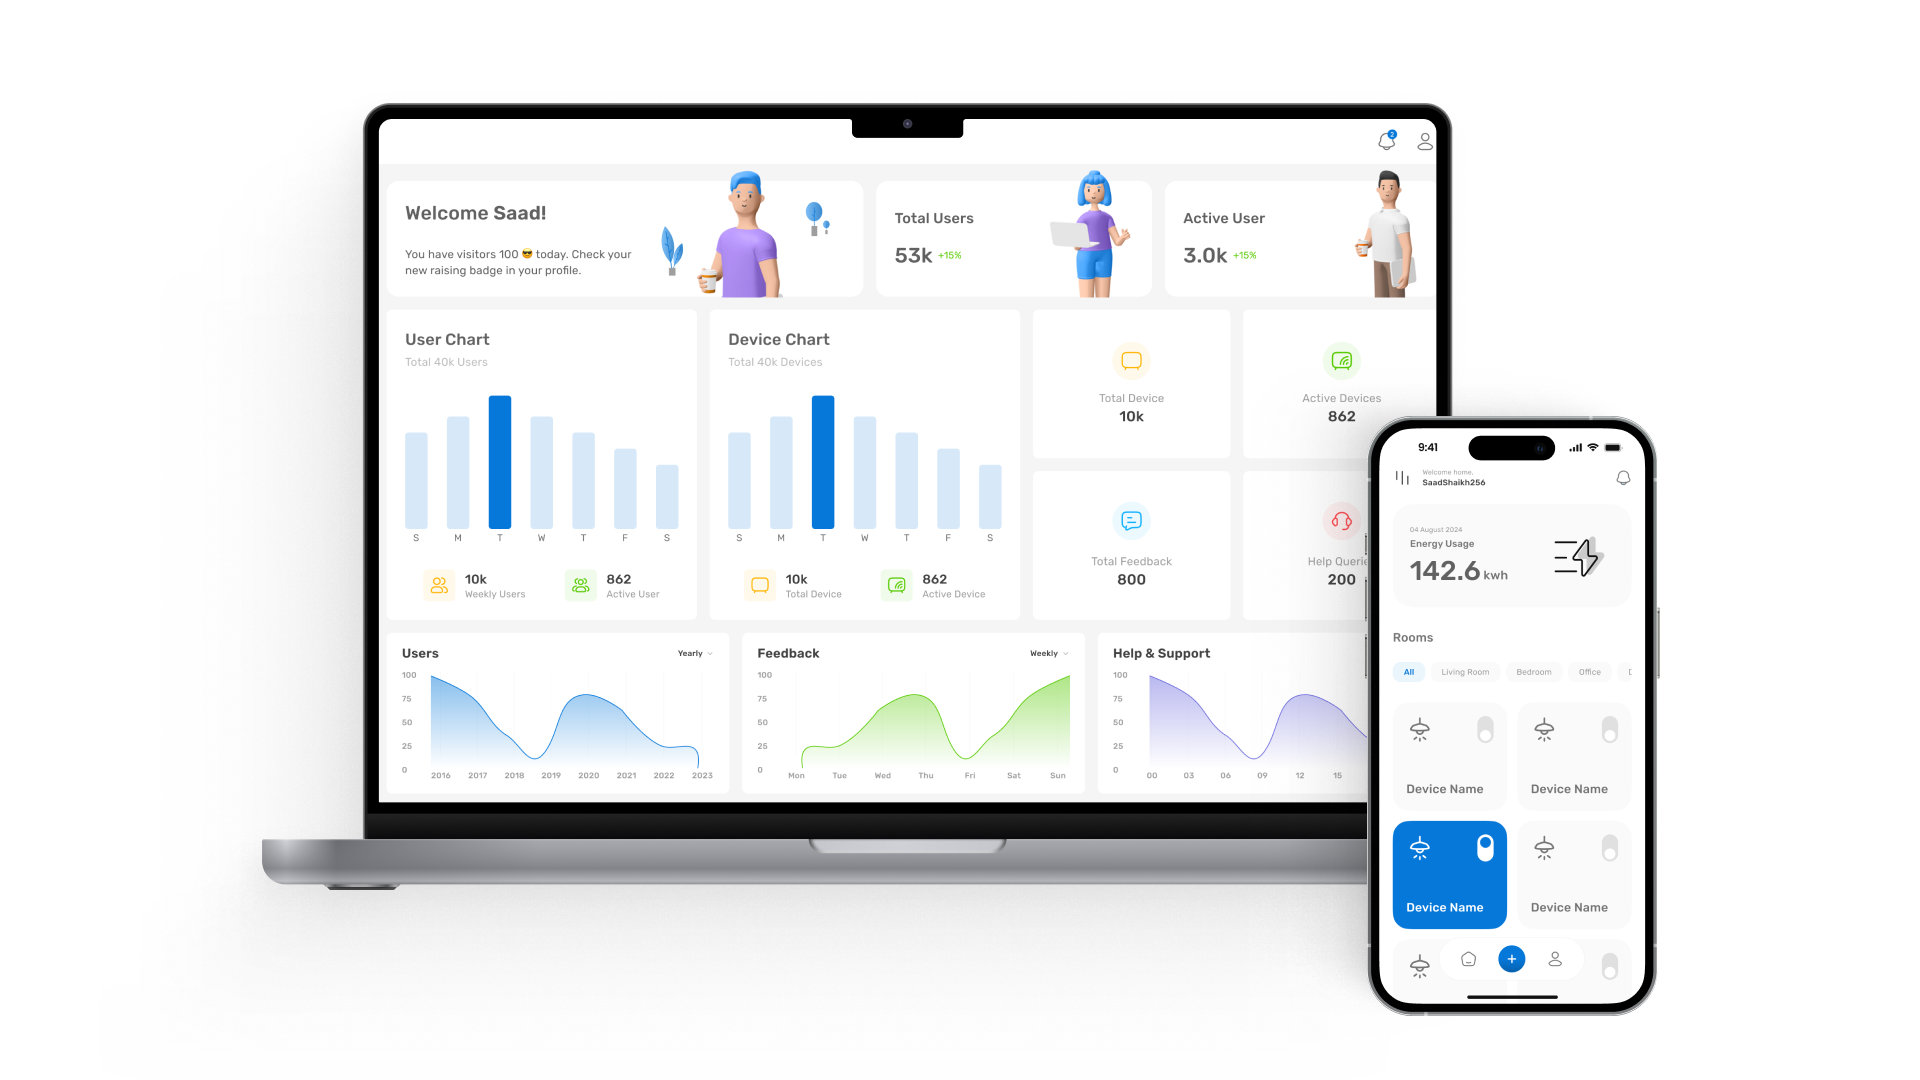 2
Welcome Saad!
You have visitors 100 😎 today. Check your
new raising badge in your profile.
Total Users
53k +15%
Active User
3.0k +15%
User Chart
Total 40k Users
S M T W T F S
10k
Weekly Users
862
Active User
Device Chart
Total 40k Devices
S M T W T F S
10k
Total Device
862
Active Device
Total Device
10k
Active Devices
862
Total Feedback
800
Help Querie
200
Users
Yearly
100
75
50
25
0
2016 2017 2018 2019 2020 2021 2022 2023
Feedback
Weekly
100
75
50
25
0
Mon Tue Wed Thu Fri Sat Sun
Help & Support
100
75
50
25
0
00 03 06 09 12 15
9:41
Welcome home,
SaadShaikh256
04 August 2024
Energy Usage
142.6 kwh
Rooms
All Living Room Bedroom Office
Device Name Device Name
Device Name Device Name